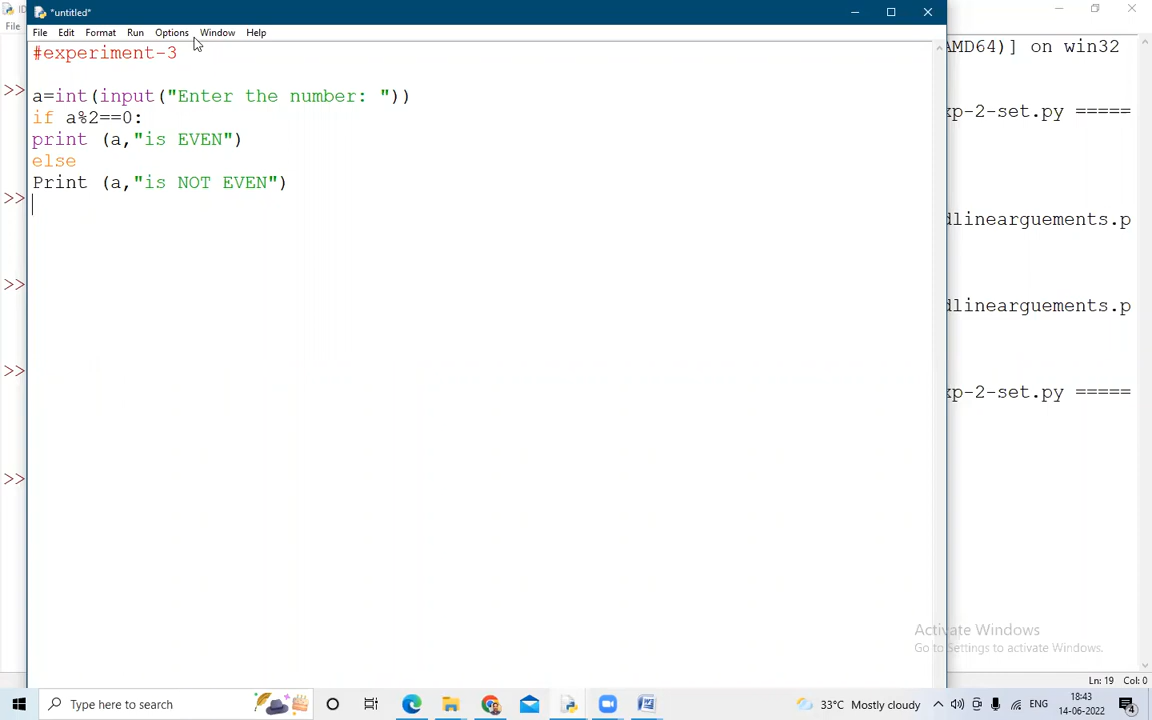 ID
*untitled*
File
File Edit Format Run Options Window Help
#experiment-3
AMD64)] on win32
>> a=int(input("Enter the number: "))
if a%2==0:
xp-2-set.py =====
print (a,"is EVEN")
else
Print (a,"is NOT EVEN")
>>
dlinearguements.p
>>
dlinearguements.p
>>
xp-2-set.py =====
>>
Activate Windows
Go to Settings to activate Windows.
Ln: 19 Col: 0
Type here to search
33°C Mostly cloudy
ENG
18:43
14-06-2022
4